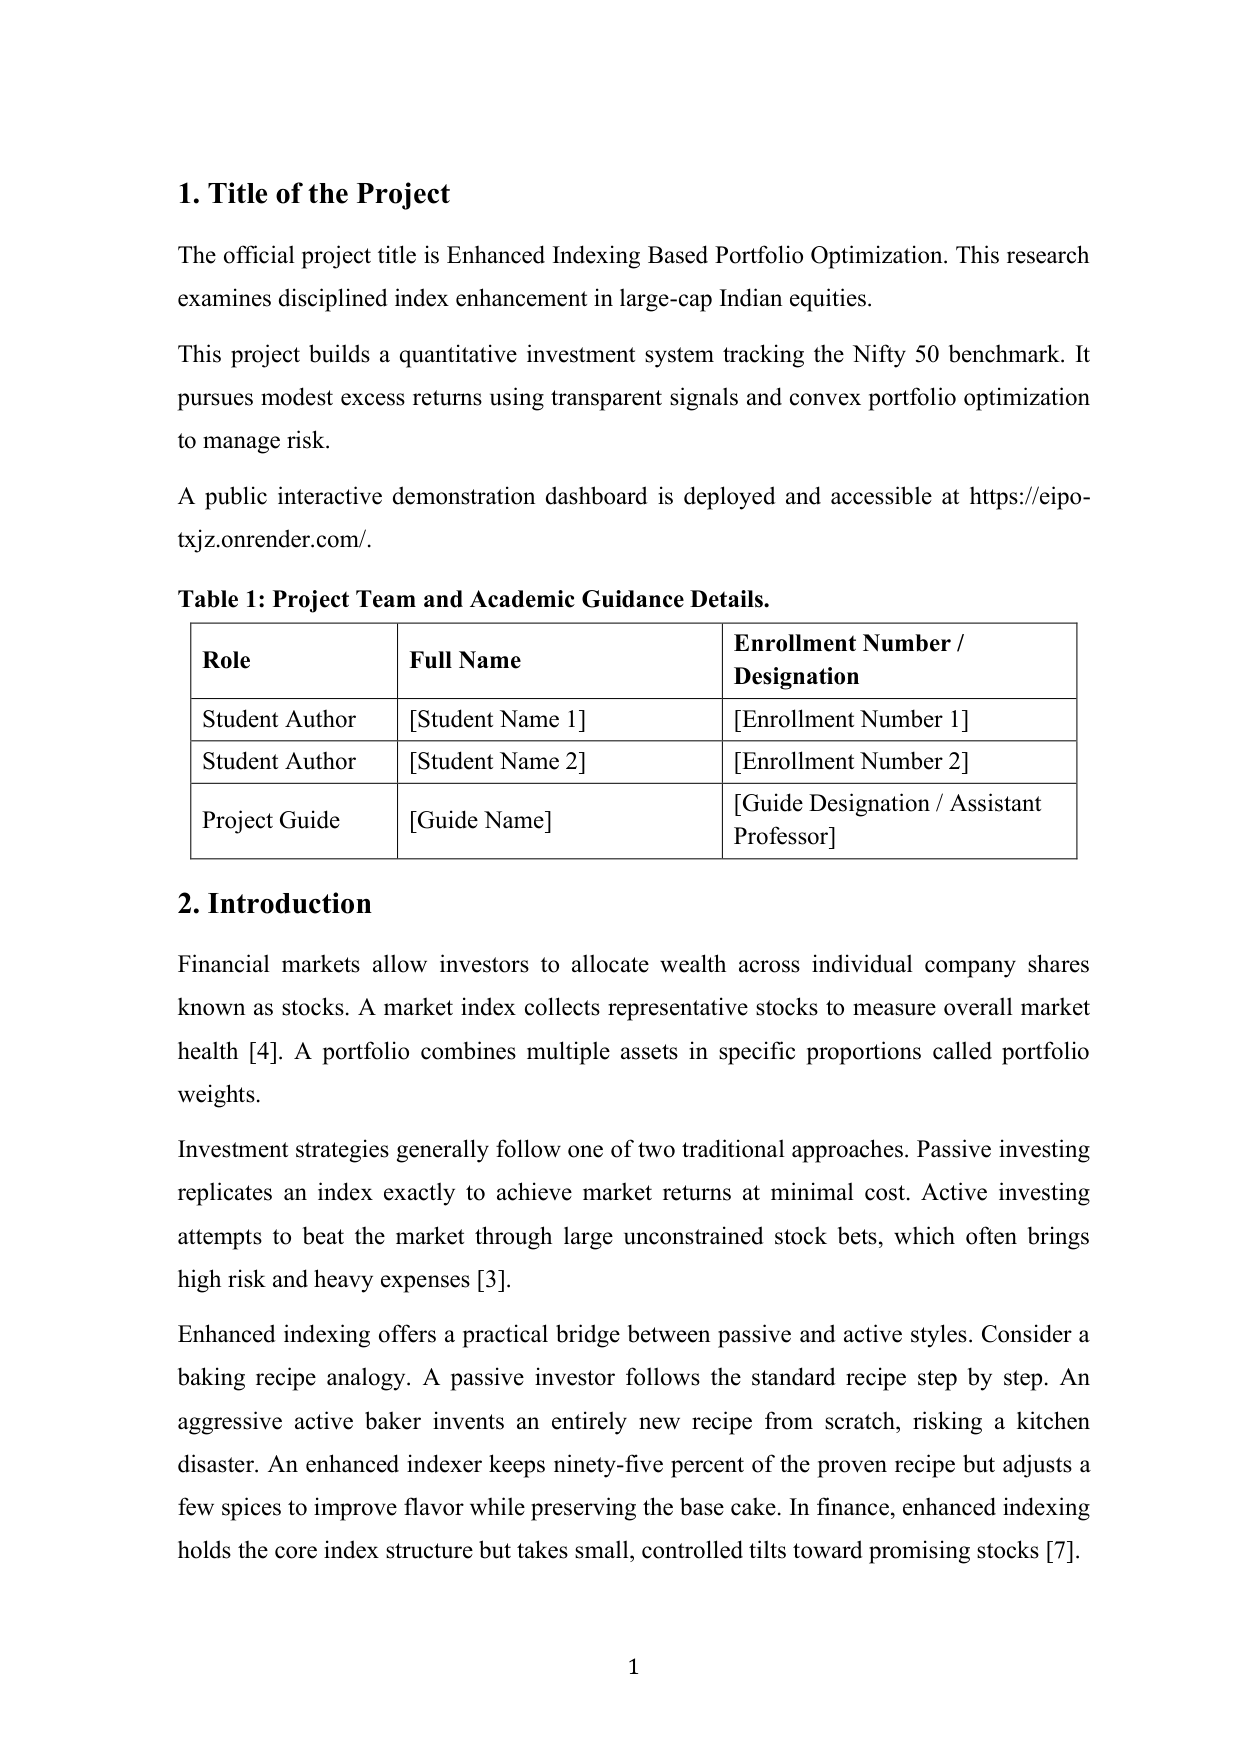 1. Title of the Project
The official project title is Enhanced Indexing Based Portfolio Optimization. This research
examines disciplined index enhancement in large-cap Indian equities.
This project builds a quantitative investment system tracking the Nifty 50 benchmark. It
pursues modest excess returns using transparent signals and convex portfolio optimization
to manage risk.
A public interactive demonstration dashboard is deployed and accessible at https://eipo-
txjz.onrender.com/.
Table 1: Project Team and Academic Guidance Details.
Role Full Name Enrollment Number /
Designation
Student Author [Student Name 1] [Enrollment Number 1]
Student Author [Student Name 2] [Enrollment Number 2]
Project Guide [Guide Name] [Guide Designation / Assistant
Professor]
2. Introduction
Financial markets allow investors to allocate wealth across individual company shares
known as stocks. A market index collects representative stocks to measure overall market
health [4]. A portfolio combines multiple assets in specific proportions called portfolio
weights.
Investment strategies generally follow one of two traditional approaches. Passive investing
replicates an index exactly to achieve market returns at minimal cost. Active investing
attempts to beat the market through large unconstrained stock bets, which often brings
high risk and heavy expenses [3].
Enhanced indexing offers a practical bridge between passive and active styles. Consider a
baking recipe analogy. A passive investor follows the standard recipe step by step. An
aggressive active baker invents an entirely new recipe from scratch, risking a kitchen
disaster. An enhanced indexer keeps ninety-five percent of the proven recipe but adjusts a
few spices to improve flavor while preserving the base cake. In finance, enhanced indexing
holds the core index structure but takes small, controlled tilts toward promising stocks [7].
1